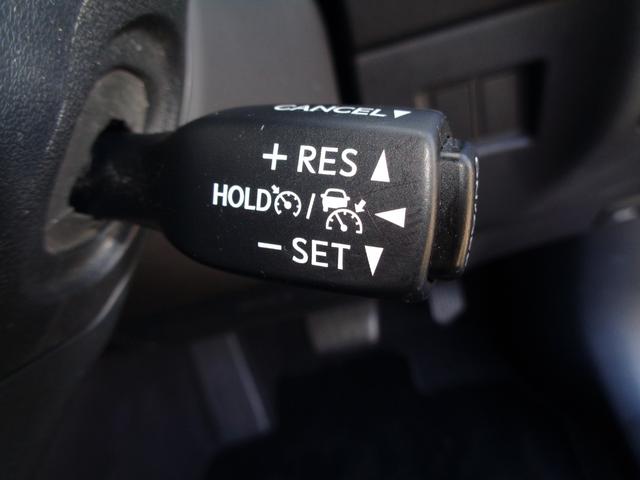 CANCEL
+ RES
HOLD /
– SET